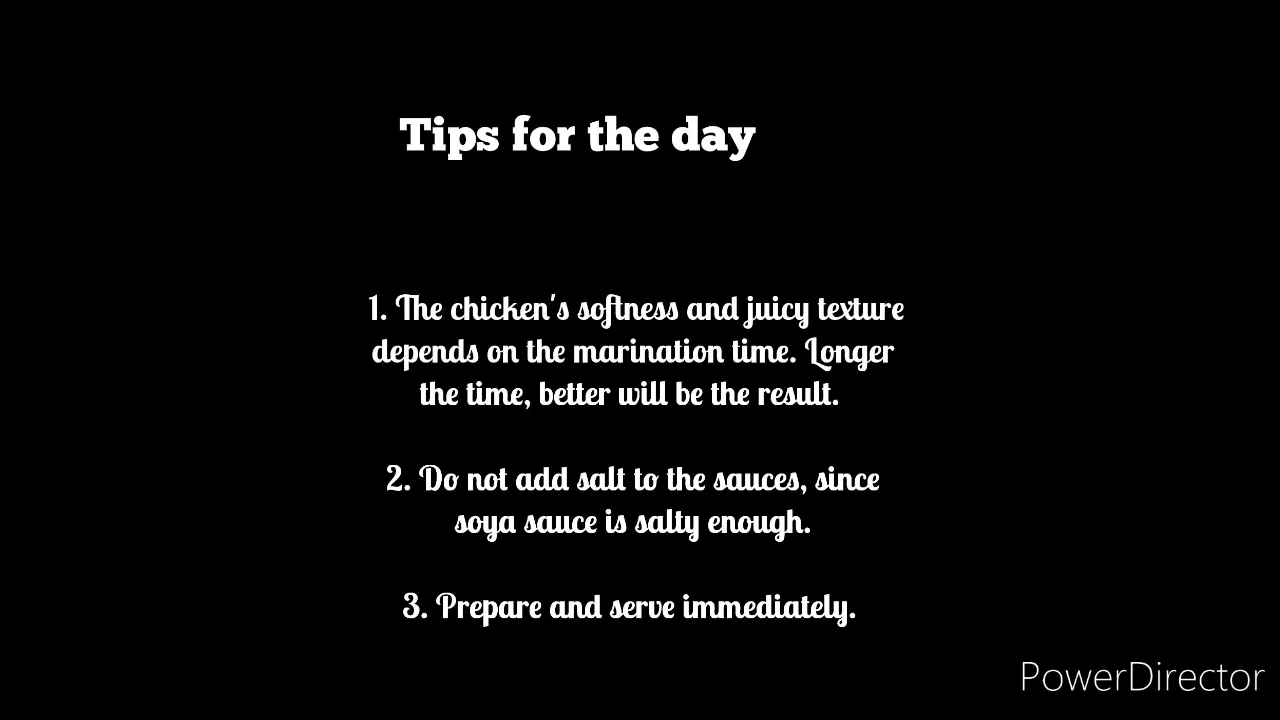 Tips for the day
1. The chicken's softness and juicy texture
depends on the marination time. Longer
the time, better will be the result.
2. Do not add salt to the sauces, since
soya sauce is salty enough.
3. Prepare and serve immediately.
PowerDirector